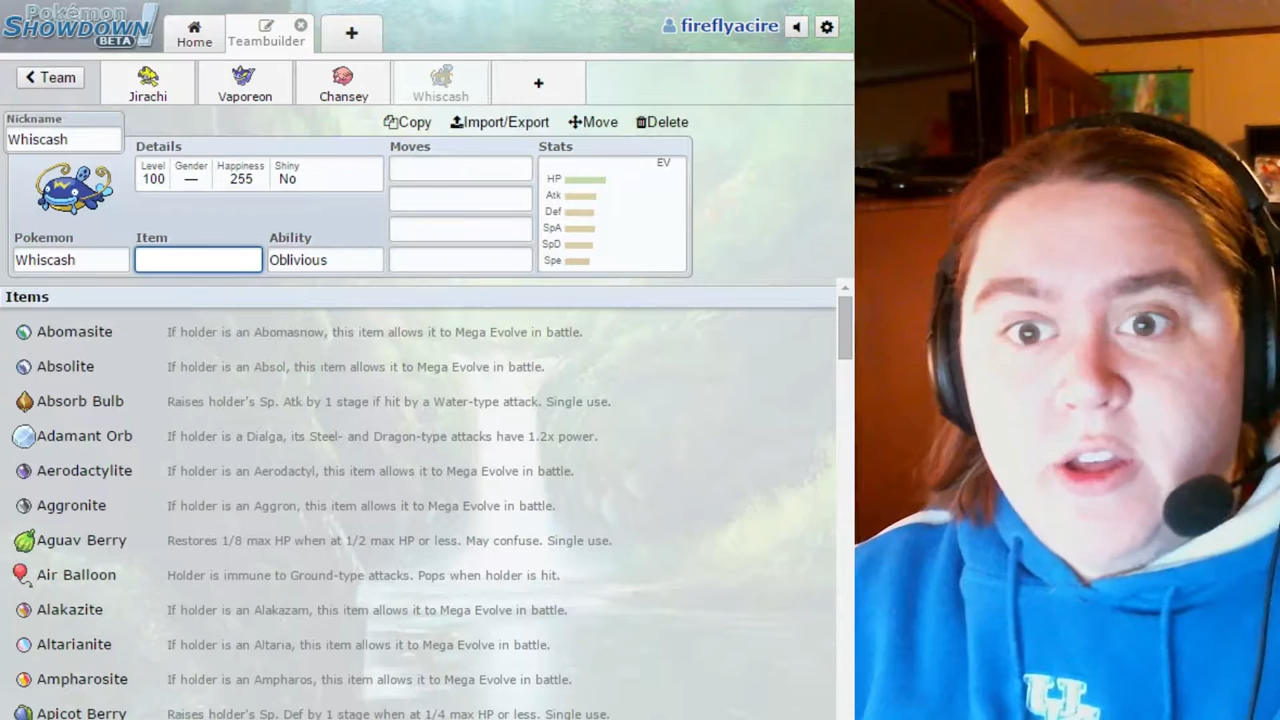 Pokémon
SHOWDOWN!
BETA
Home
Teambuilder
+
fireflyacire
Team
Jirachi
Vaporeon
Chansey
Whiscash
+
Nickname
Whiscash
Copy
Import/Export
Move
Delete
Details
Moves
Stats
Level
Gender
Happiness
Shiny
100
—
255
No
EV
HP
Atk
Def
SpA
SpD
Spe
Pokemon
Item
Ability
Whiscash
Oblivious
Items
Abomasite If holder is an Abomasnow, this item allows it to Mega Evolve in battle.
Absolite If holder is an Absol, this item allows it to Mega Evolve in battle.
Absorb Bulb Raises holder's Sp. Atk by 1 stage if hit by a Water-type attack. Single use.
Adamant Orb If holder is a Dialga, its Steel- and Dragon-type attacks have 1.2x power.
Aerodactylite If holder is an Aerodactyl, this item allows it to Mega Evolve in battle.
Aggronite If holder is an Aggron, this item allows it to Mega Evolve in battle.
Aguav Berry Restores 1/8 max HP when at 1/2 max HP or less. May confuse. Single use.
Air Balloon Holder is immune to Ground-type attacks. Pops when holder is hit.
Alakazite If holder is an Alakazam, this item allows it to Mega Evolve in battle.
Altarianite If holder is an Altaria, this item allows it to Mega Evolve in battle.
Ampharosite If holder is an Ampharos, this item allows it to Mega Evolve in battle.
Apicot Berry Raises holder's Sp. Def by 1 stage when at 1/4 max HP or less. Single use.
UK